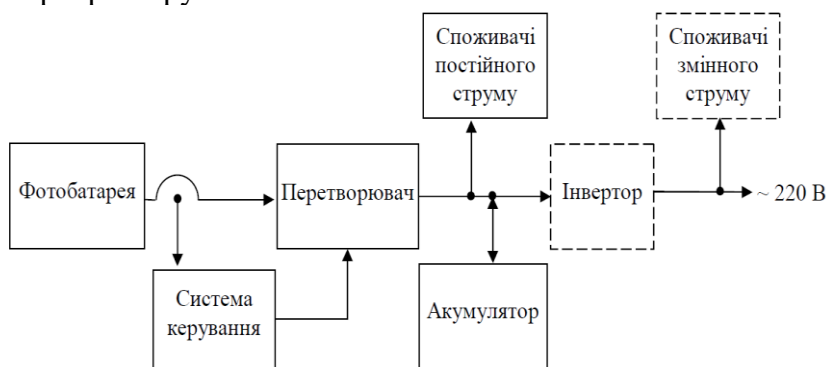 Споживачі
постійного
струму
Споживачі
змінного
струму
Фотобатарея
Перетворювач
Інвертор
~ 220 В
Система
керування
Акумулятор